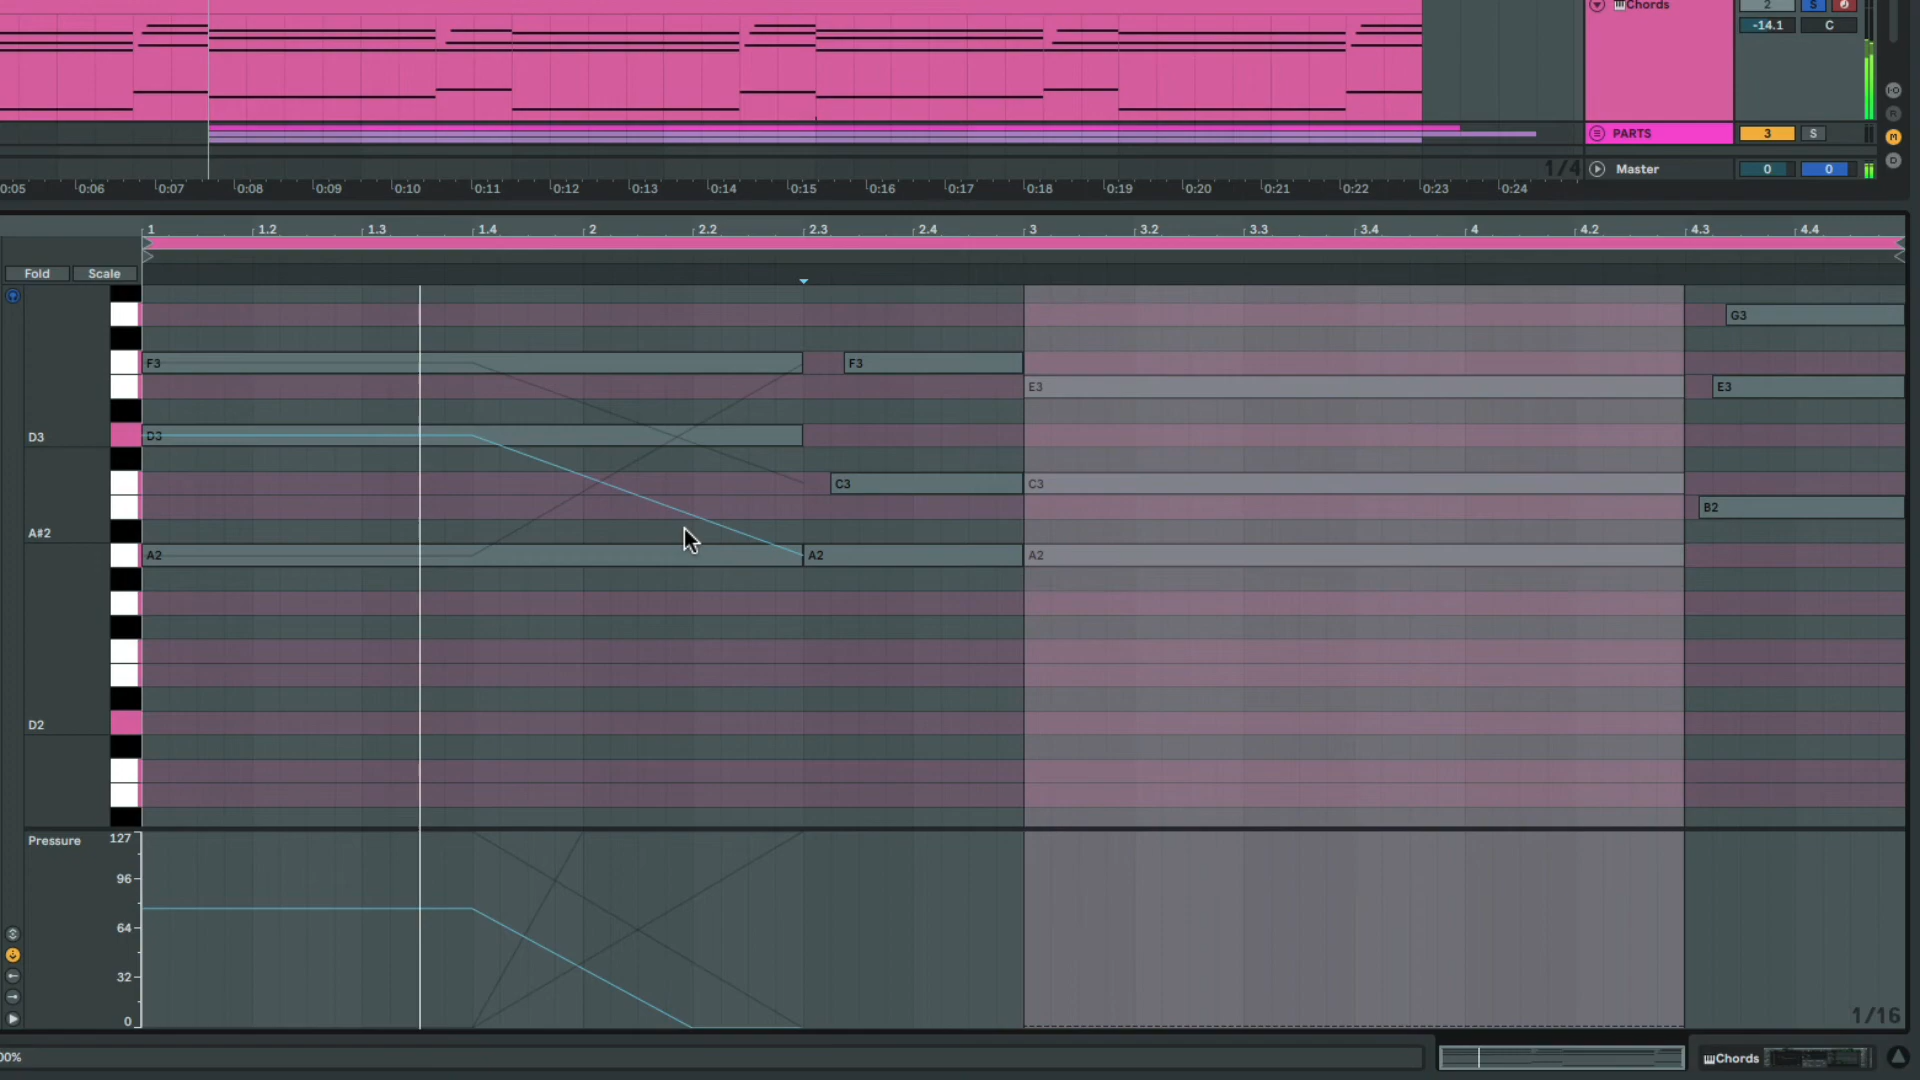 Chords 2 S
-14.1 C
PARTS 3 S
1/4 Master 0 0
0:05 0:06 0:07 0:08 0:09 0:10 0:11 0:12 0:13 0:14 0:15 0:16 0:17 0:18 0:19 0:20 0:21 0:22 0:23 0:24
1 1.2 1.3 1.4 2 2.2 2.3 2.4 3 3.2 3.3 3.4 4 4.2 4.3 4.4
Fold Scale
G3
F3 F3
E3 E3
D3 D3
C3 C3
B2
A#2
A2 A2 A2
D2
Pressure 127
96
64
32
0
1/16
00% Chords